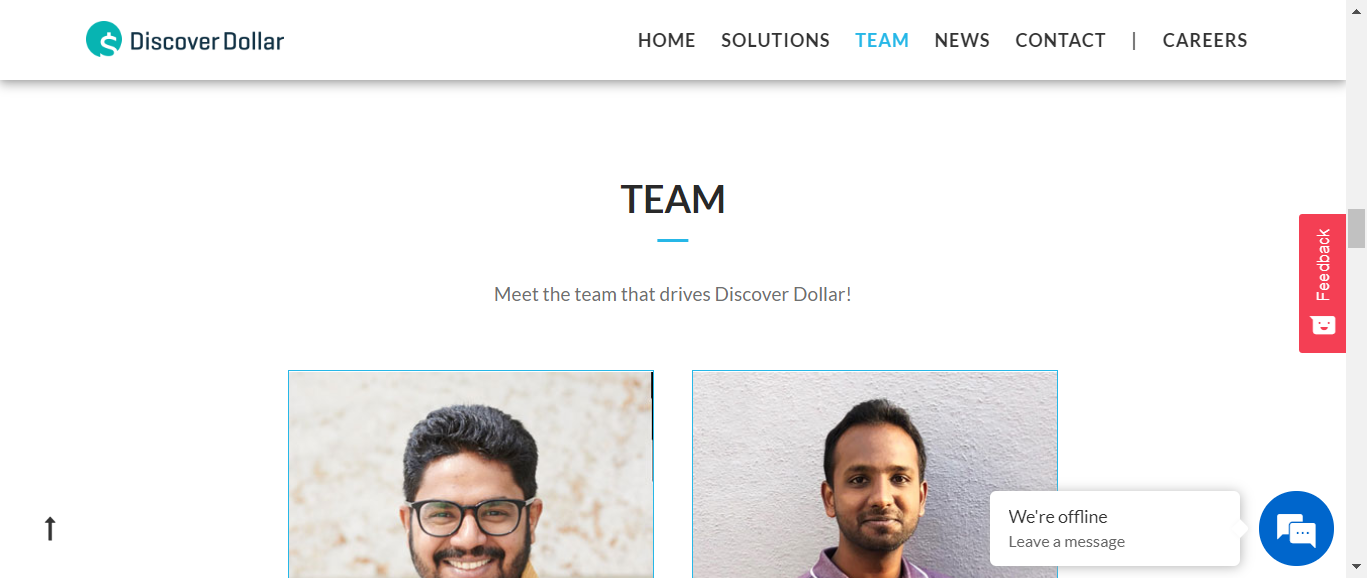 Discover Dollar
HOME SOLUTIONS TEAM NEWS CONTACT | CAREERS
TEAM
Meet the team that drives Discover Dollar!
Feedback
We're offline
Leave a message